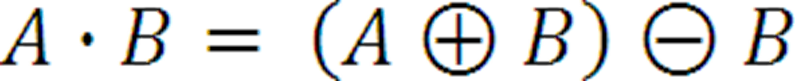 A · B = (A ⊕ B) ⊖ B